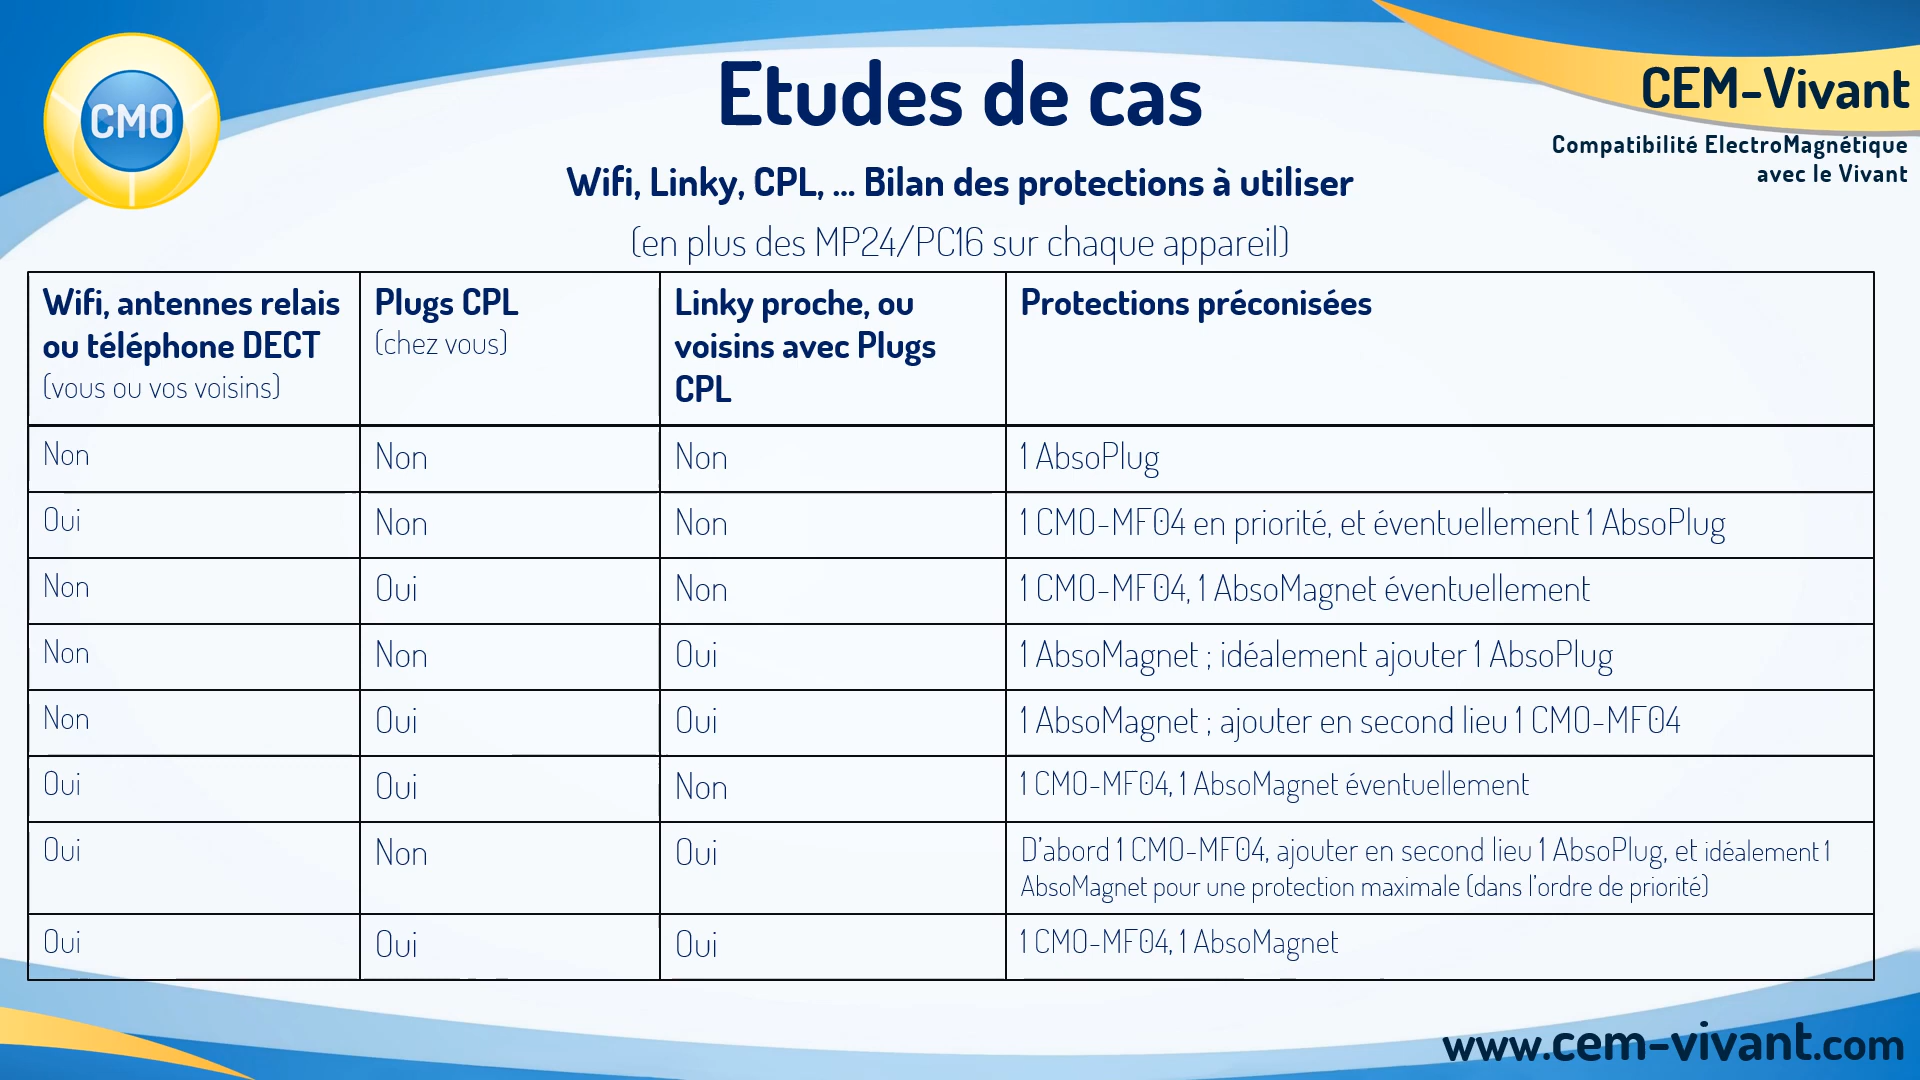 CMO
Etudes de cas
CEM-Vivant
Compatibilité ElectroMagnétique
avec le Vivant
Wifi, Linky, CPL, ... Bilan des protections à utiliser
(en plus des MP24/PC16 sur chaque appareil)
Wifi, antennes relais
ou téléphone DECT
(vous ou vos voisins)
Plugs CPL
(chez vous)
Linky proche, ou
voisins avec Plugs
CPL
Protections préconisées
Non Non Non 1 AbsoPlug
Oui Non Non 1 CMO-MF04 en priorité, et éventuellement 1 AbsoPlug
Non Oui Non 1 CMO-MF04, 1 AbsoMagnet éventuellement
Non Non Oui 1 AbsoMagnet ; idéalement ajouter 1 AbsoPlug
Non Oui Oui 1 AbsoMagnet ; ajouter en second lieu 1 CMO-MF04
Oui Oui Non 1 CMO-MF04, 1 AbsoMagnet éventuellement
Oui Non Oui D'abord 1 CMO-MF04, ajouter en second lieu 1 AbsoPlug, et idéalement 1
AbsoMagnet pour une protection maximale (dans l'ordre de priorité)
Oui Oui Oui 1 CMO-MF04, 1 AbsoMagnet
www.cem-vivant.com